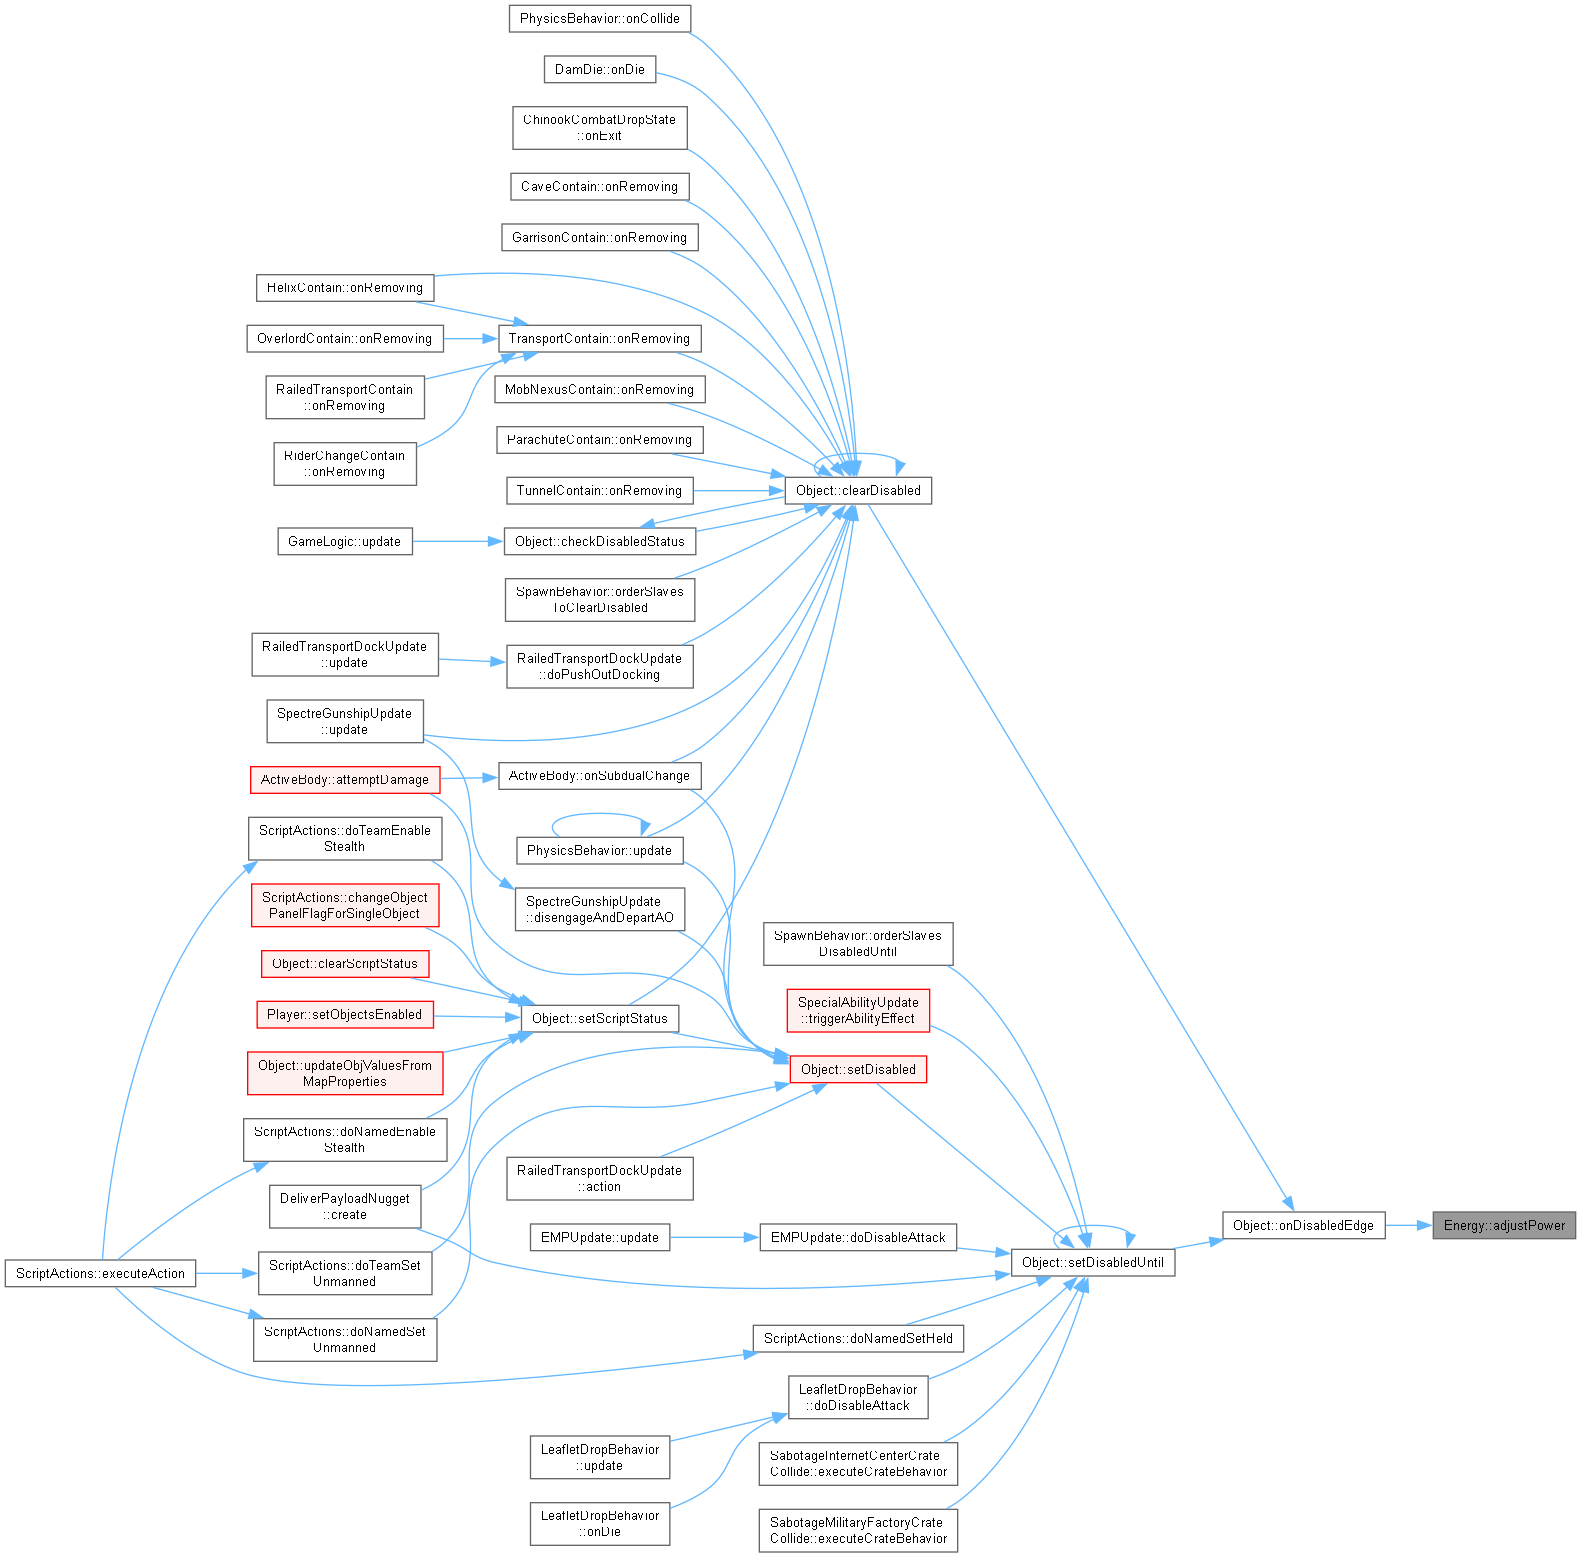 PhysicsBehavior::onCollide
DamDie::onDie
ChinookCombatDropState
::onExit
CaveContain::onRemoving
GarrisonContain::onRemoving
HelixContain::onRemoving
OverlordContain::onRemoving
TransportContain::onRemoving
RailedTransportContain
::onRemoving
MobNexusContain::onRemoving
RiderChangeContain
::onRemoving
ParachuteContain::onRemoving
TunnelContain::onRemoving
Object::clearDisabled
GameLogic::update
Object::checkDisabledStatus
SpawnBehavior::orderSlaves
ToClearDisabled
RailedTransportDockUpdate
::update
RailedTransportDockUpdate
::doPushOutDocking
SpectreGunshipUpdate
::update
ActiveBody::attemptDamage
ActiveBody::onSubdualChange
ScriptActions::doTeamEnable
Stealth
PhysicsBehavior::update
ScriptActions::changeObject
PanelFlagForSingleObject
SpectreGunshipUpdate
::disengageAndDepartAO
SpawnBehavior::orderSlaves
DisabledUntil
Object::clearScriptStatus
SpecialAbilityUpdate
::triggerAbilityEffect
Player::setObjectsEnabled
Object::setScriptStatus
Object::updateObjValuesFrom
MapProperties
Object::setDisabled
ScriptActions::doNamedEnable
Stealth
RailedTransportDockUpdate
::action
DeliverPayloadNugget
::create
EMPUpdate::update
EMPUpdate::doDisableAttack
Object::onDisabledEdge
Energy::adjustPower
Object::setDisabledUntil
ScriptActions::executeAction
ScriptActions::doTeamSet
Unmanned
ScriptActions::doNamedSet
Unmanned
ScriptActions::doNamedSetHeld
LeafletDropBehavior
::doDisableAttack
LeafletDropBehavior
::update
SabotageInternetCenterCrate
Collide::executeCrateBehavior
LeafletDropBehavior
::onDie
SabotageMilitaryFactoryCrate
Collide::executeCrateBehavior